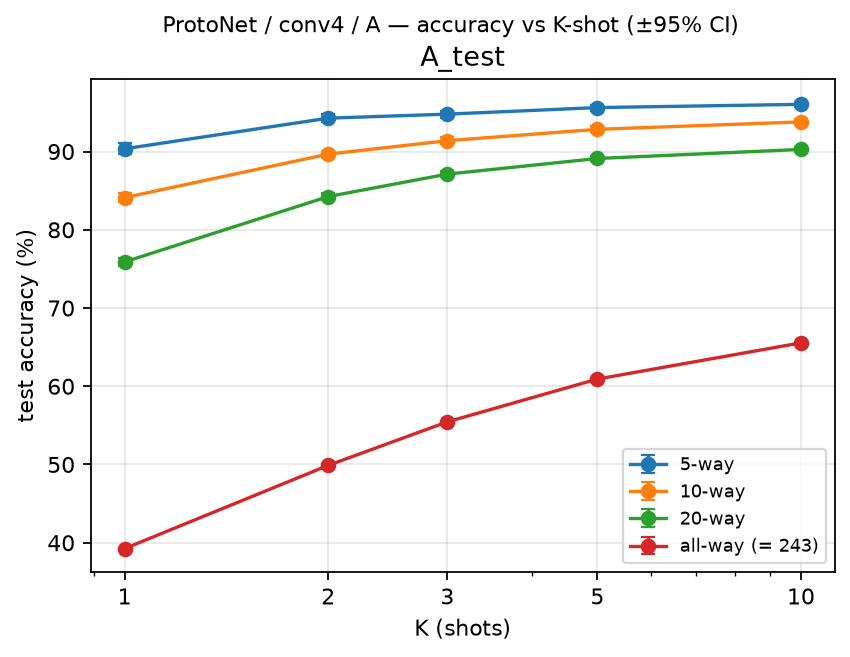 ProtoNet / conv4 / A — accuracy vs K-shot (±95% CI)
A_test
test accuracy (%)
90
80
70
60
50
40
5-way
10-way
20-way
all-way (= 243)
1
2
3
5
10
K (shots)